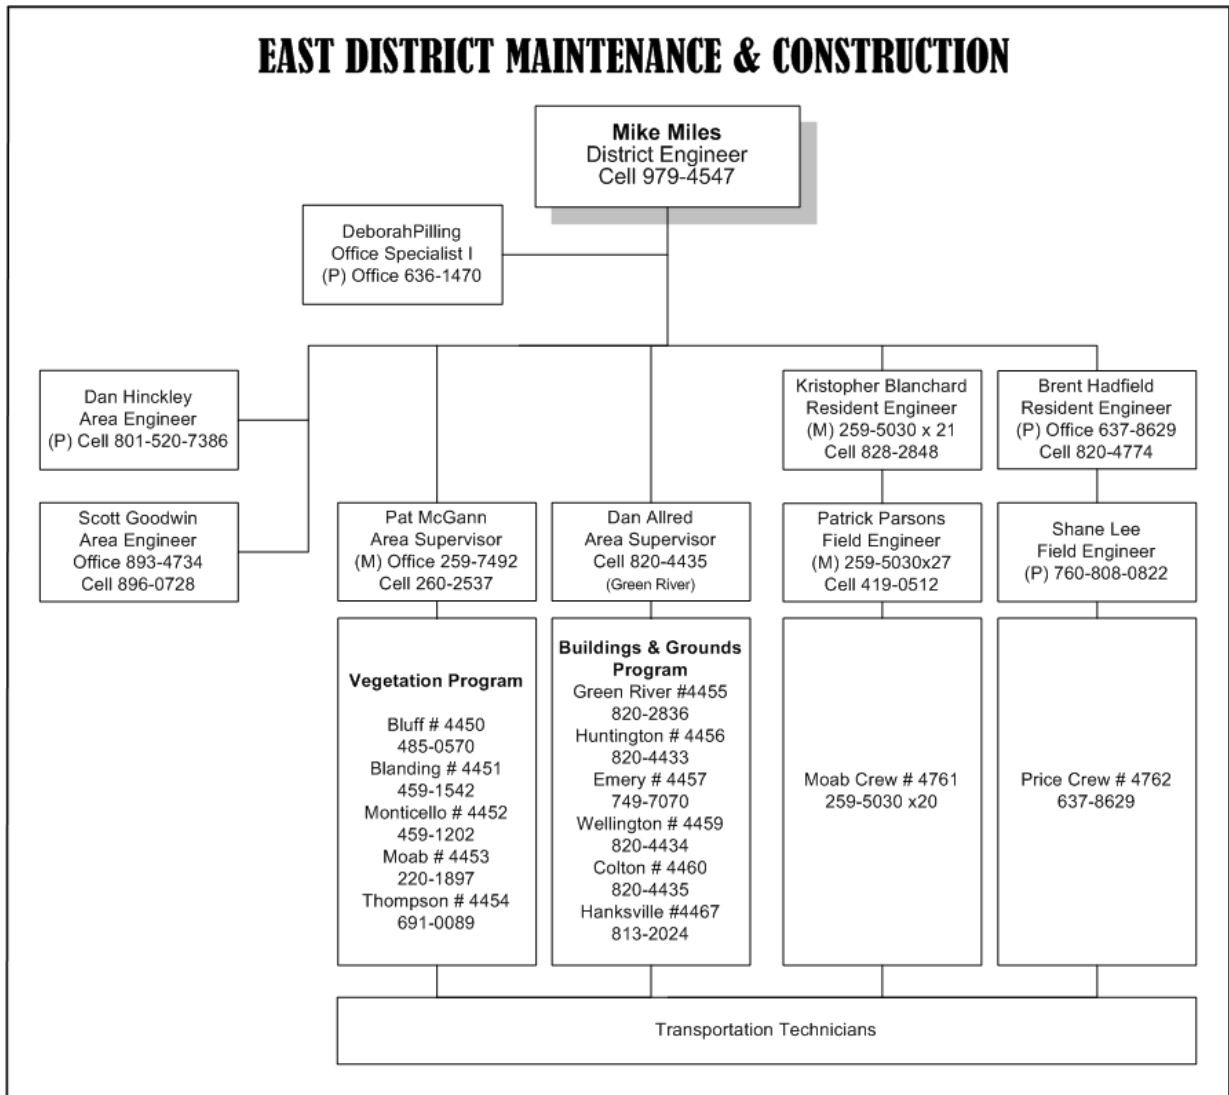 EAST DISTRICT MAINTENANCE & CONSTRUCTION
Mike Miles
District Engineer
Cell 979-4547
DeborahPilling
Office Specialist I
(P) Office 636-1470
Dan Hinckley
Area Engineer
(P) Cell 801-520-7386
Scott Goodwin
Area Engineer
Office 893-4734
Cell 896-0728
Pat McGann
Area Supervisor
(M) Office 259-7492
Cell 260-2537
Vegetation Program
Bluff # 4450
485-0570
Blanding # 4451
459-1542
Monticello # 4452
459-1202
Moab # 4453
220-1897
Thompson # 4454
691-0089
Dan Allred
Area Supervisor
Cell 820-4435
(Green River)
Buildings & Grounds
Program
Green River #4455
820-2836
Huntington # 4456
820-4433
Emery # 4457
749-7070
Wellington # 4459
820-4434
Colton # 4460
820-4435
Hanksville #4467
813-2024
Kristopher Blanchard
Resident Engineer
(M) 259-5030 x 21
Cell 828-2848
Patrick Parsons
Field Engineer
(M) 259-5030x27
Cell 419-0512
Moab Crew # 4761
259-5030 x20
Brent Hadfield
Resident Engineer
(P) Office 637-8629
Cell 820-4774
Shane Lee
Field Engineer
(P) 760-808-0822
Price Crew # 4762
637-8629
Transportation Technicians